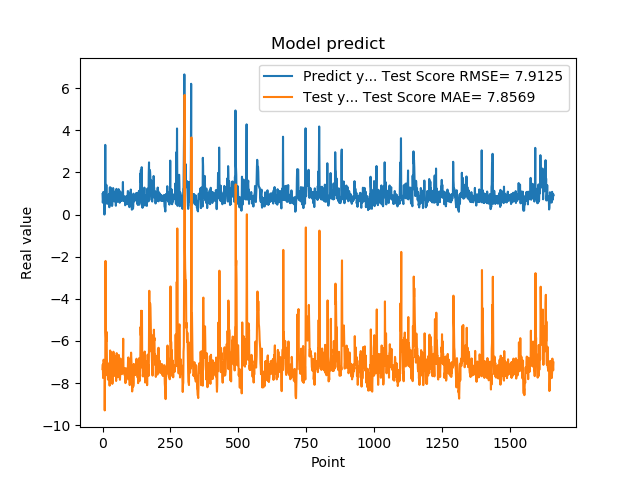 Model predict
Predict y... Test Score RMSE= 7.9125
Test y... Test Score MAE= 7.8569
Real value
6
4
2
0
−2
−4
−6
−8
−10
0 250 500 750 1000 1250 1500
Point